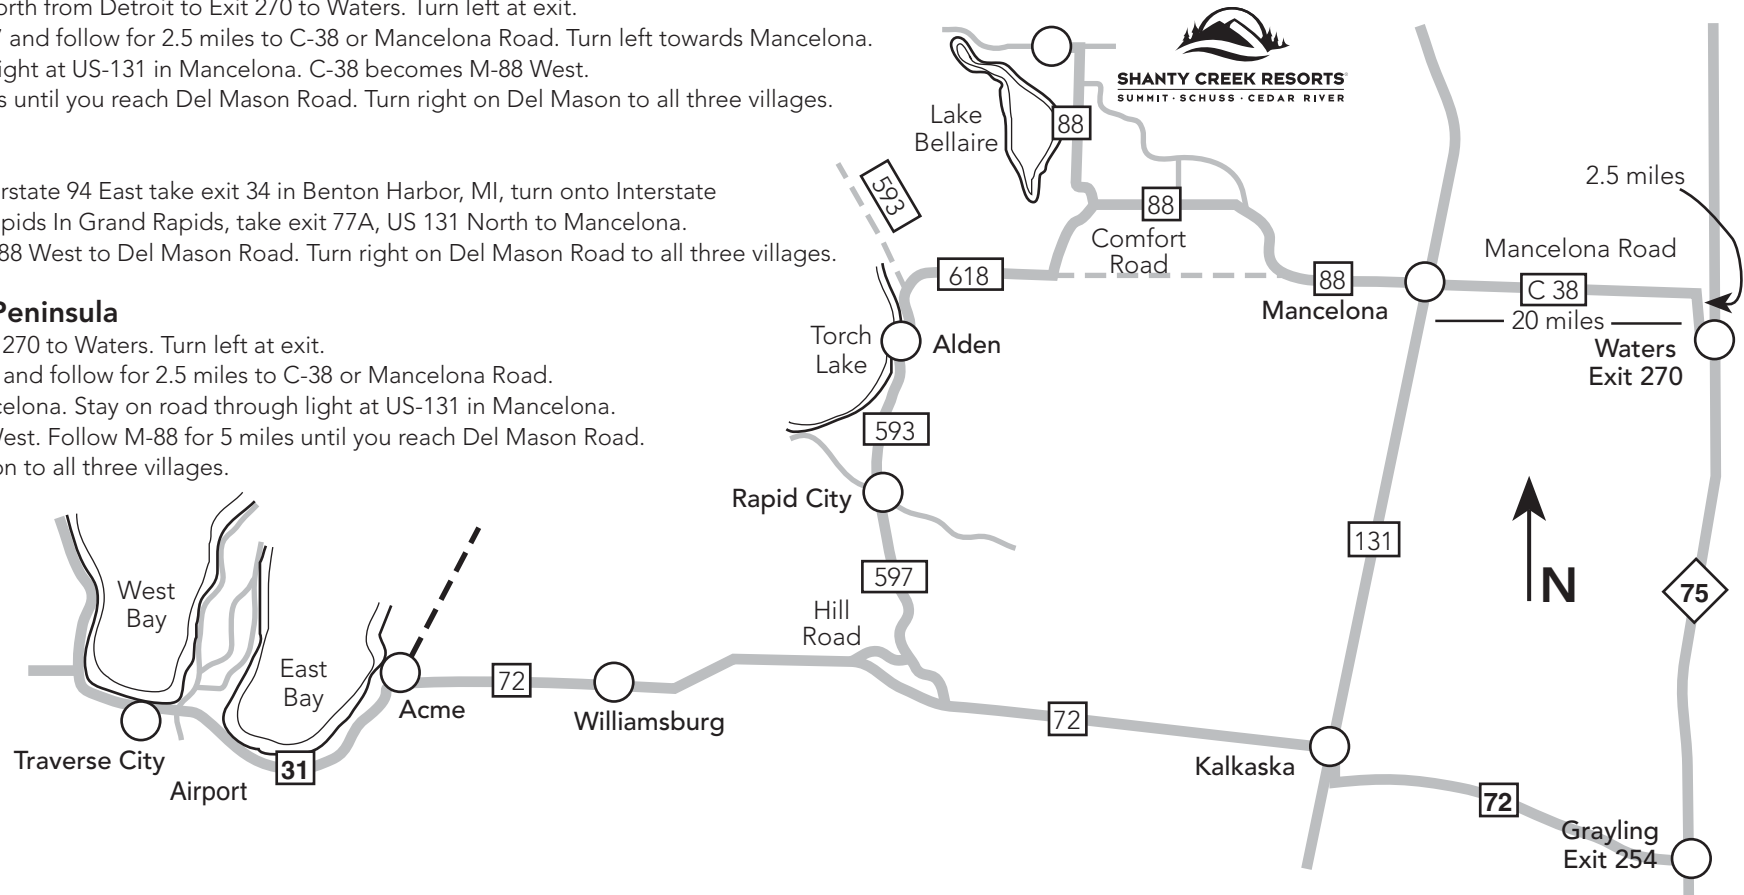 orth from Detroit to Exit 270 to Waters. Turn left at exit.
and follow for 2.5 miles to C-38 or Mancelona Road. Turn left towards Mancelona.
ight at US-131 in Mancelona. C-38 becomes M-88 West.
s until you reach Del Mason Road. Turn right on Del Mason to all three villages.
rstate 94 East take exit 34 in Benton Harbor, MI, turn onto Interstate
pids In Grand Rapids, take exit 77A, US 131 North to Mancelona.
88 West to Del Mason Road. Turn right on Del Mason Road to all three villages.
Peninsula
270 to Waters. Turn left at exit.
and follow for 2.5 miles to C-38 or Mancelona Road.
celona. Stay on road through light at US-131 in Mancelona.
West. Follow M-88 for 5 miles until you reach Del Mason Road.
on to all three villages.
SHANTY CREEK RESORTS
SUMMIT · SCHUSS · CEDAR RIVER
Lake
Bellaire
88
593
88
2.5 miles
Comfort
Road
Mancelona Road
618
88
C 38
Mancelona
20 miles
Torch
Lake
Alden
Waters
Exit 270
593
Rapid City
131
597
N
75
West
Bay
Hill
Road
East
Bay
72
Acme
Williamsburg
72
Traverse City
31
Airport
Kalkaska
72
Grayling
Exit 254